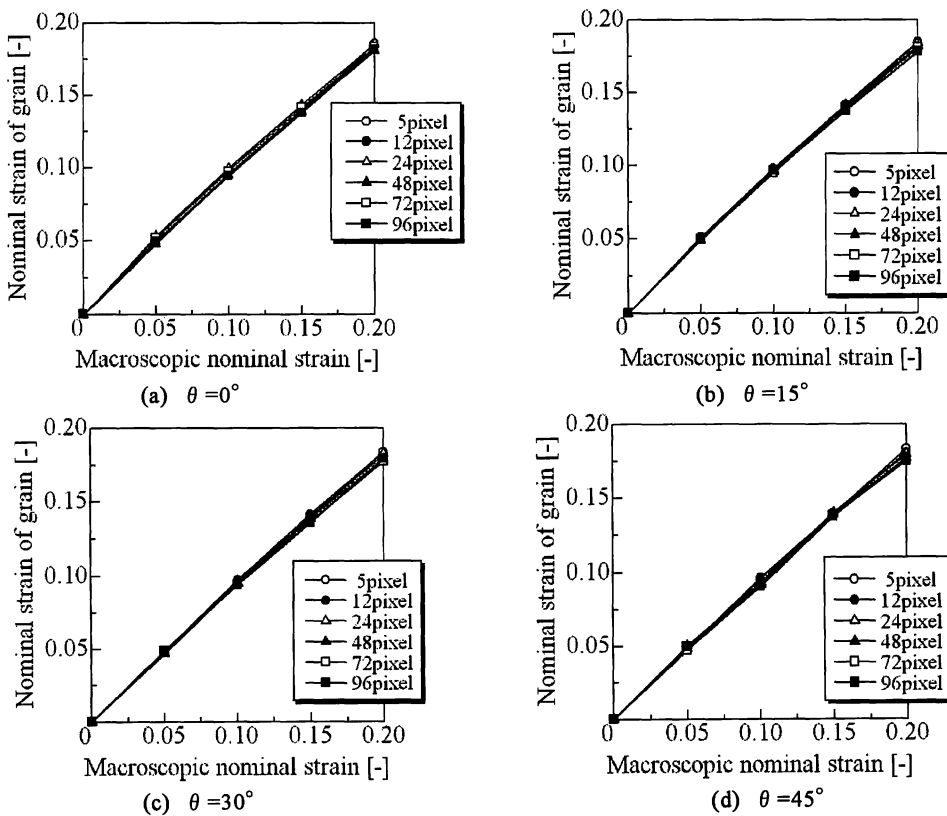 0.20
0.15
0.10
0.05
Nominal strain of grain [-]
5pixel
12pixel
24pixel
48pixel
72pixel
96pixel
0 0.05 0.10 0.15 0.20
Macroscopic nominal strain [-]
(a) θ =0°
0.20
0.15
0.10
0.05
Nominal strain of grain [-]
5pixel
12pixel
24pixel
48pixel
72pixel
96pixel
0 0.05 0.10 0.15 0.20
Macroscopic nominal strain [-]
(b) θ =15°
0.20
0.15
0.10
0.05
Nominal strain of grain [-]
5pixel
12pixel
24pixel
48pixel
72pixel
96pixel
0 0.05 0.10 0.15 0.20
Macroscopic nominal strain [-]
(c) θ =30°
0.20
0.15
0.10
0.05
Nominal strain of grain [-]
5pixel
12pixel
24pixel
48pixel
72pixel
96pixel
0 0.05 0.10 0.15 0.20
Macroscopic nominal strain [-]
(d) θ =45°